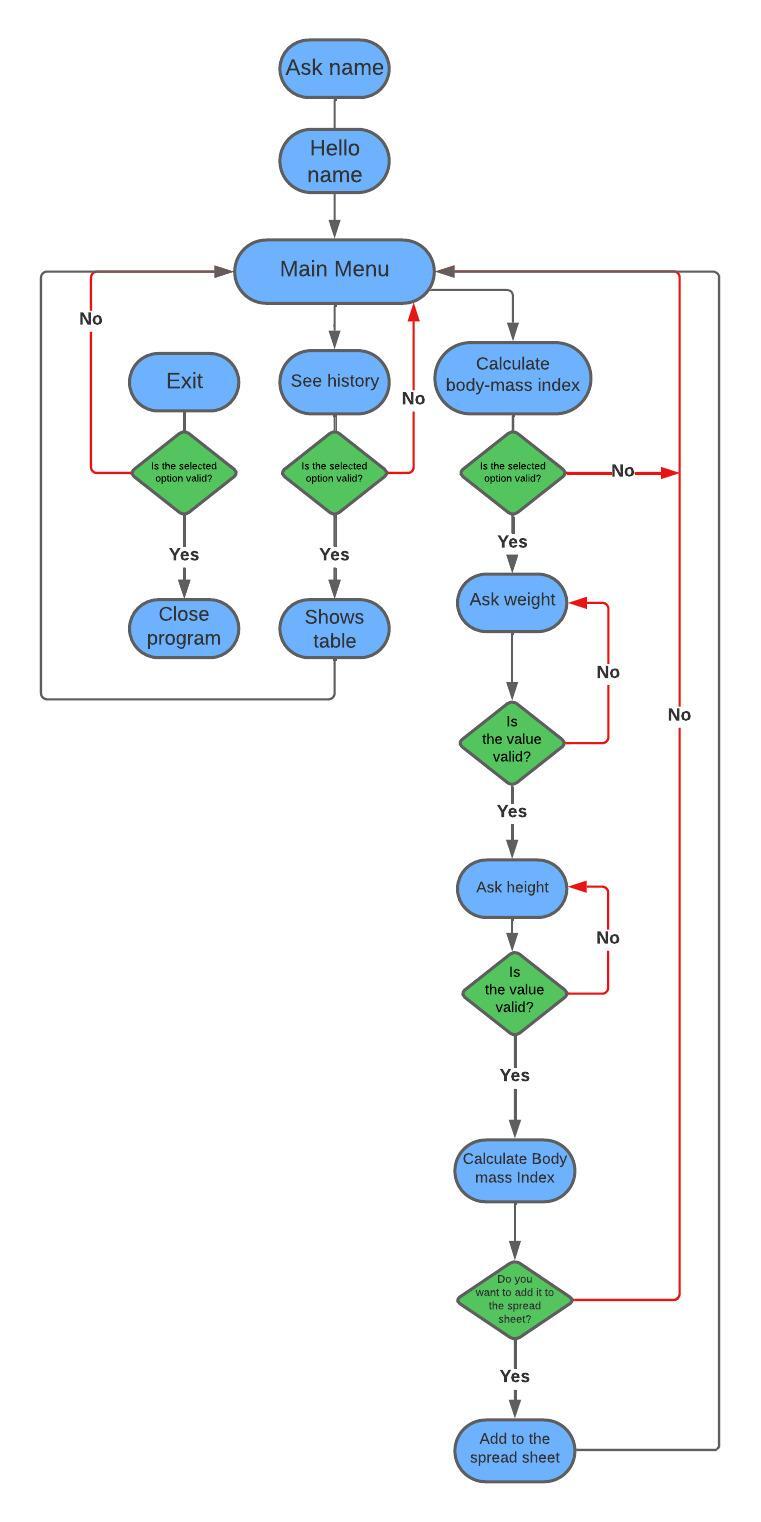 Ask name
Hello
name
Main Menu
No
Exit
See history
Calculate
body-mass index
No
Is the selected
option valid?
Is the selected
option valid?
Is the selected
option valid?
No
Yes
Yes
Yes
Close
program
Shows
table
Ask weight
No
Is
the value
valid?
No
Yes
Ask height
No
Is
the value
valid?
Yes
Calculate Body
mass Index
Do you
want to add it to
the spread
sheet?
Yes
Add to the
spread sheet